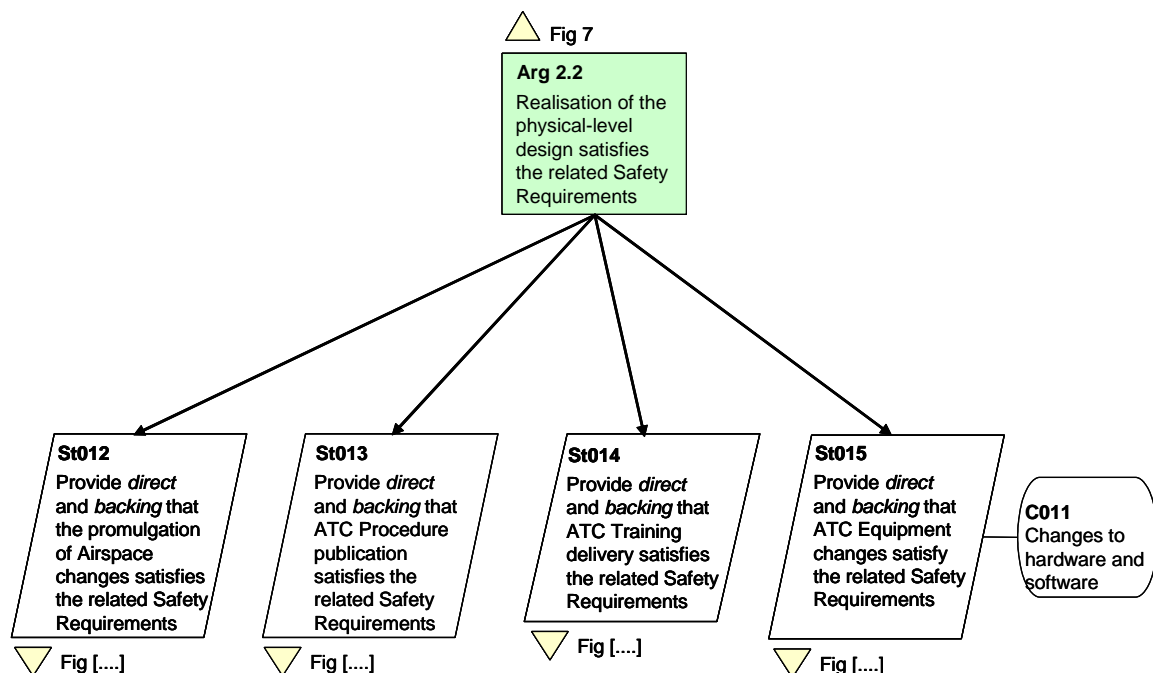 Fig 7
Arg 2.2
Realisation of the
physical-level
design satisfies
the related Safety
Requirements
St012
Provide direct
and backing that
the promulgation
of Airspace
changes satisfies
the related Safety
Requirements
St013
Provide direct
and backing that
ATC Procedure
publication
satisfies the
related Safety
Requirements
St014
Provide direct
and backing that
ATC Training
delivery satisfies
the related Safety
Requirements
St015
Provide direct
and backing that
ATC Equipment
changes satisfy
the related Safety
Requirements
C011
Changes to
hardware and
software
Fig [....]
Fig [....]
Fig [....]
Fig [....]